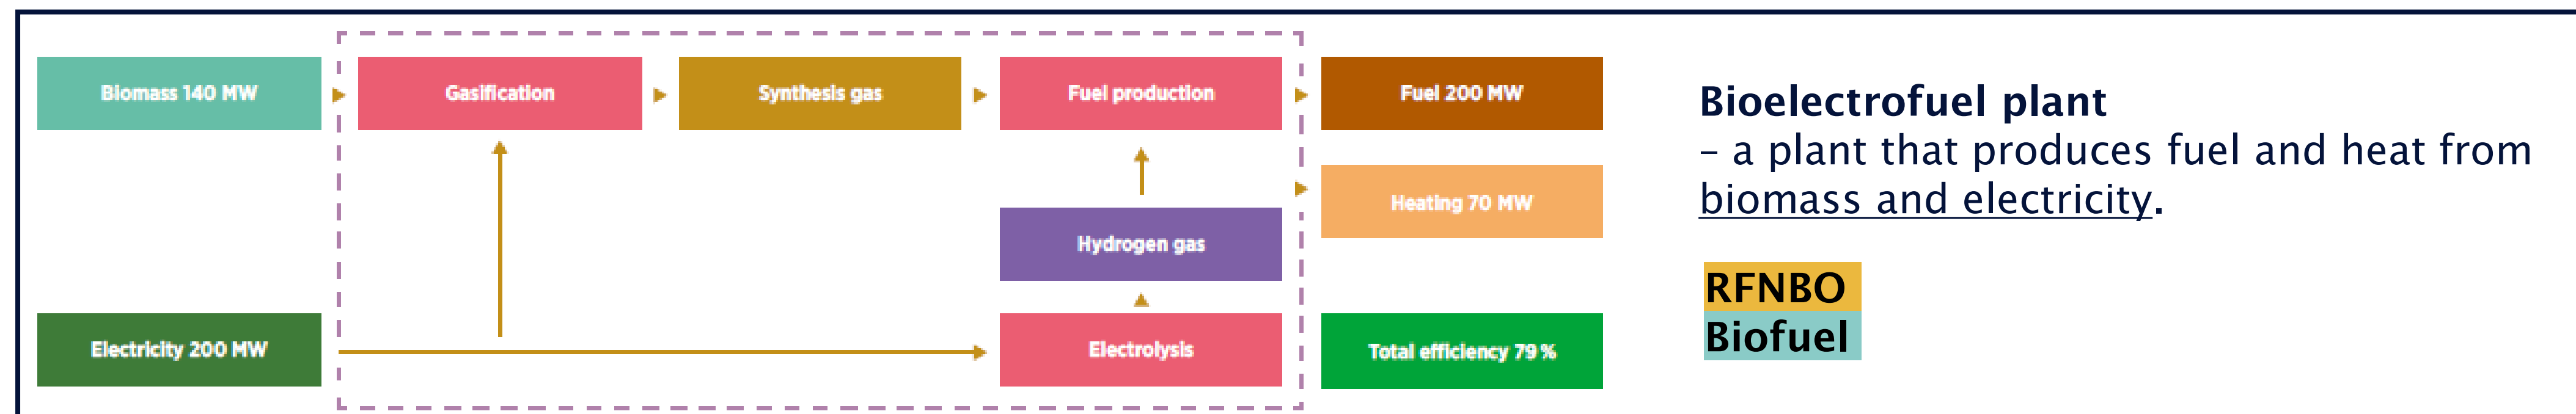 Biomass 140 MW
Gasification
Synthesis gas
Fuel production
Fuel 200 MW
Heating 70 MW
Hydrogen gas
Electricity 200 MW
Electrolysis
Total efficiency 79 %
Bioelectrofuel plant
– a plant that produces fuel and heat from
biomass and electricity.
RFNBO
Biofuel